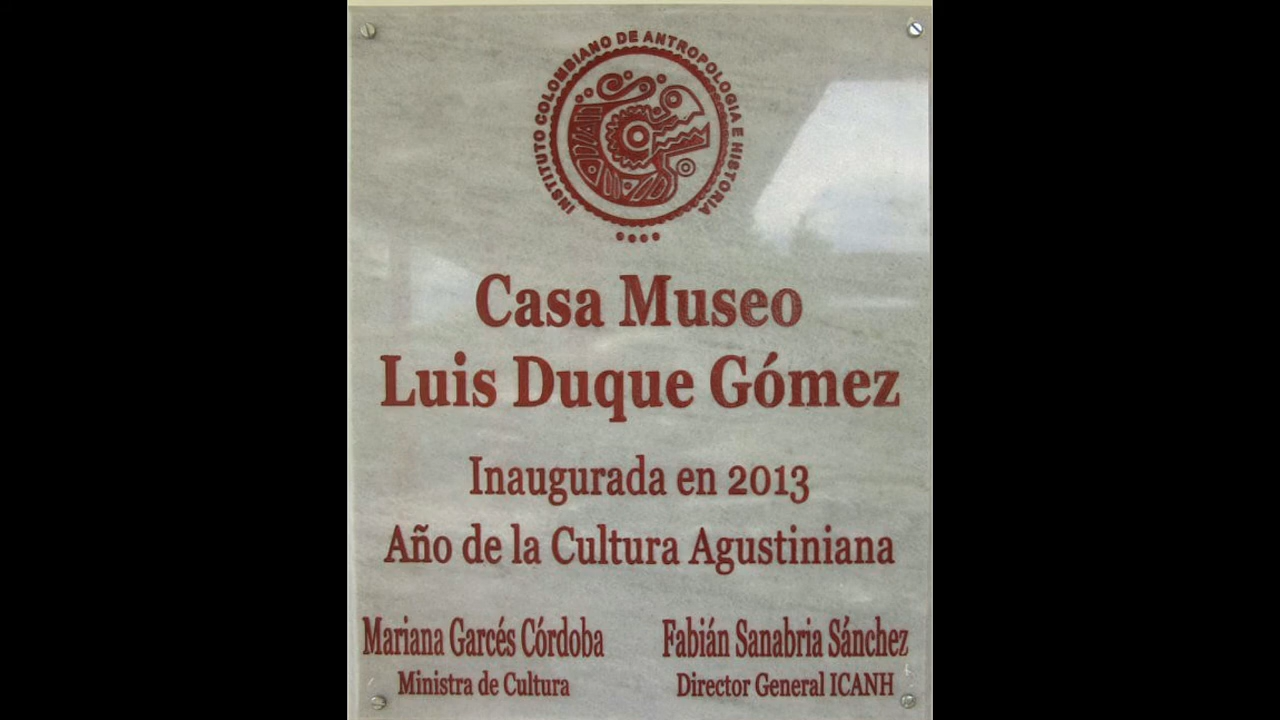 INSTITUTO COLOMBIANO DE ANTROPOLOGIA E HISTORIA
Casa Museo
Luis Duque Gómez
Inaugurada en 2013
Año de la Cultura Agustiniana
Mariana Garcés Córdoba Fabián Sanabria Sánchez
Ministra de Cultura Director General ICANH